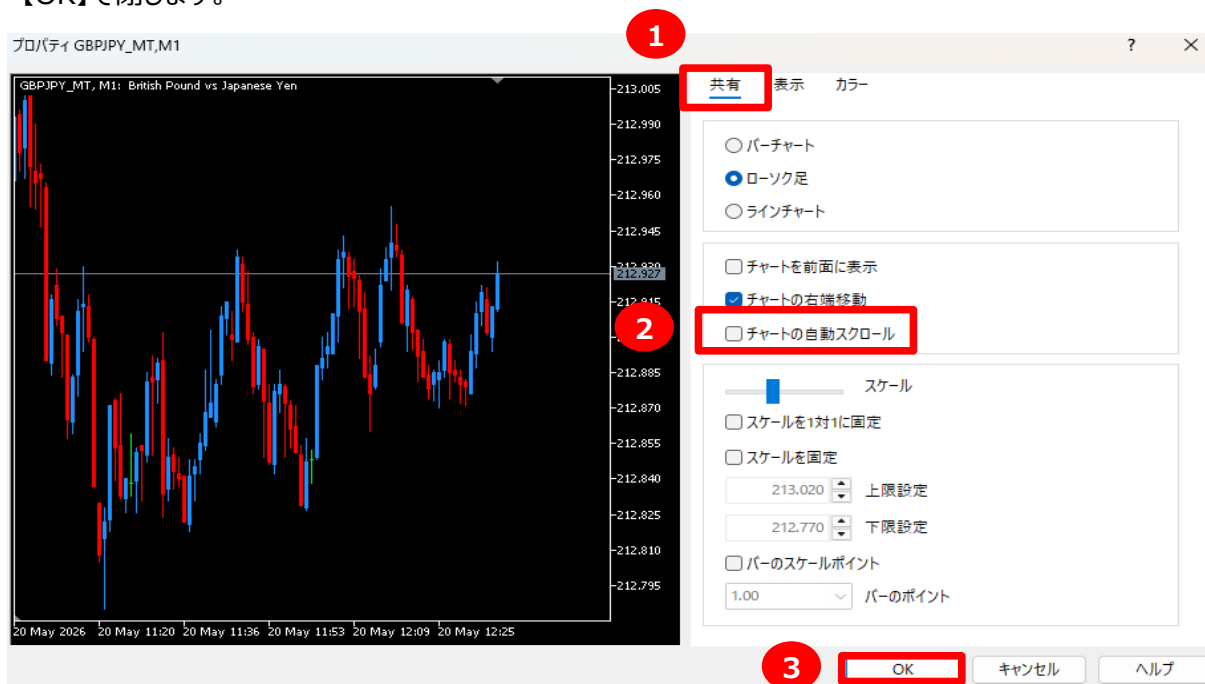 【OK】で閉じます。
1
プロパティ GBPJPY_MT,M1
? ×
GBPJPY_MT, M1: British Pound vs Japanese Yen
213.005
212.990
212.975
212.960
212.945
212.927
212.915
212.885
212.870
212.855
212.840
212.825
212.810
212.795
20 May 2026 20 May 11:20 20 May 11:36 20 May 11:53 20 May 12:09 20 May 12:25
共有 表示 カラー
バーチャート
ローソク足
ラインチャート
チャートを前面に表示
チャートの右端移動
2
チャートの自動スクロール
スケール
スケールを1対1に固定
スケールを固定
213.020 上限設定
212.770 下限設定
バーのスケールポイント
1.00 バーのポイント
3
OK キャンセル ヘルプ